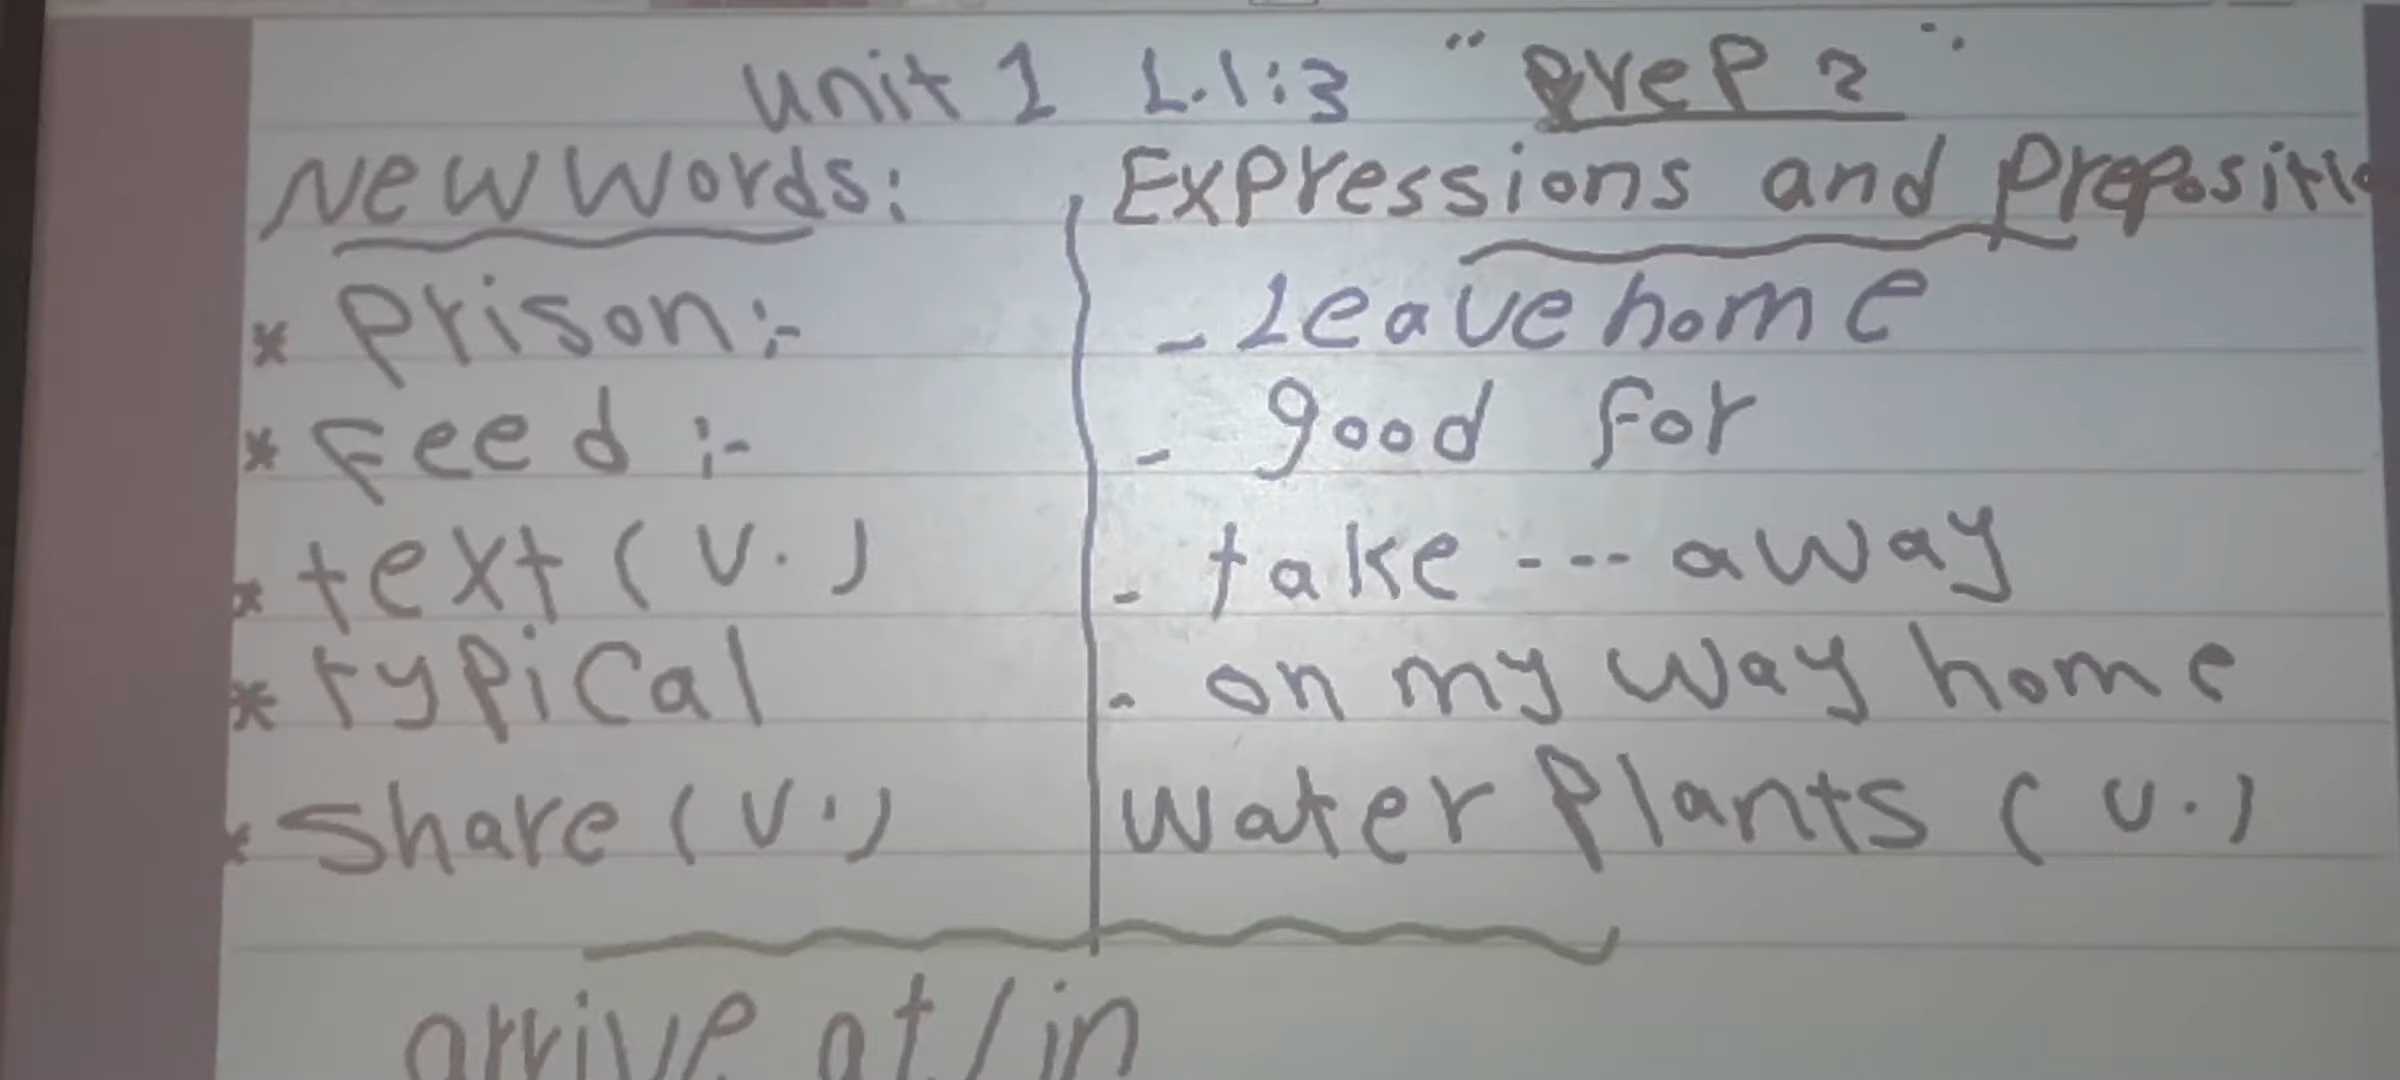 unit 1 L.1:3 "Prep 2"
New Words:
* Prison:-
* Feed :-
* text (v.)
* typical
* Share (v.)
Expressions and
- Leave home
- good for
- take --- away
- on my way home
water plants (v.)
arrive at/in